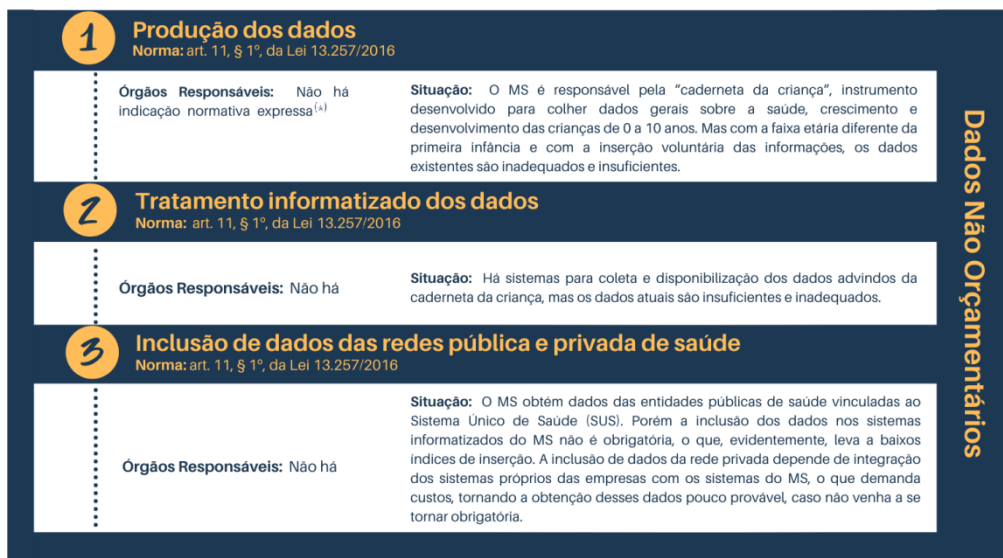 1
Produção dos dados
Norma: art. 11, § 1º, da Lei 13.257/2016
Órgãos Responsáveis: Não há
indicação normativa expressa(*)
Situação: O MS é responsável pela “caderneta da criança”, instrumento
desenvolvido para colher dados gerais sobre a saúde, crescimento e
desenvolvimento das crianças de 0 a 10 anos. Mas com a faixa etária diferente da
primeira infância e com a inserção voluntária das informações, os dados
existentes são inadequados e insuficientes.
2
Tratamento informatizado dos dados
Norma: art. 11, § 1º, da Lei 13.257/2016
Órgãos Responsáveis: Não há
Situação: Há sistemas para coleta e disponibilização dos dados advindos da
caderneta da criança, mas os dados atuais são insuficientes e inadequados.
3
Inclusão de dados das redes pública e privada de saúde
Norma: art. 11, § 1º, da Lei 13.257/2016
Órgãos Responsáveis: Não há
Situação: O MS obtém dados das entidades públicas de saúde vinculadas ao
Sistema Único de Saúde (SUS). Porém a inclusão dos dados nos sistemas
informatizados do MS não é obrigatória, o que, evidentemente, leva a baixos
índices de inserção. A inclusão de dados da rede privada depende de integração
dos sistemas próprios das empresas com os sistemas do MS, o que demanda
custos, tornando a obtenção desses dados pouco provável, caso não venha a se
tornar obrigatória.
Dados Não Orçamentários